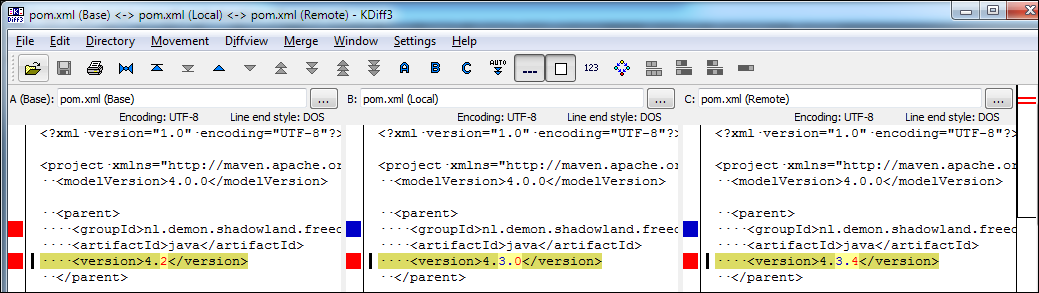 pom.xml (Base) <-> pom.xml (Local) <-> pom.xml (Remote) - KDiff3
File Edit Directory Movement Diffview Merge Window Settings Help
A B C AUTO 123
A (Base): pom.xml (Base) ... B: pom.xml (Local) ... C: pom.xml (Remote) ...
Encoding: UTF-8 Line end style: DOS Encoding: UTF-8 Line end style: DOS Encoding: UTF-8 Line end style: DOS
<?xml·version="1.0"·encoding="UTF-8"?> <?xml·version="1.0"·encoding="UTF-8"?> <?xml·version="1.0"·encoding="UTF-8"?>
<project·xmlns="http://maven.apache.or <project·xmlns="http://maven.apache.or <project·xmlns="http://maven.apache.or
··<modelVersion>4.0.0</modelVersion> ··<modelVersion>4.0.0</modelVersion> ··<modelVersion>4.0.0</modelVersion>
··<parent> ··<parent> ··<parent>
····<groupId>nl.demon.shadowland.freed ····<groupId>nl.demon.shadowland.freed ····<groupId>nl.demon.shadowland.freed
····<artifactId>java</artifactId> ····<artifactId>java</artifactId> ····<artifactId>java</artifactId>
····<version>4.2</version> ····<version>4.3.0</version> ····<version>4.3.4</version>
··</parent> ··</parent> ··</parent>